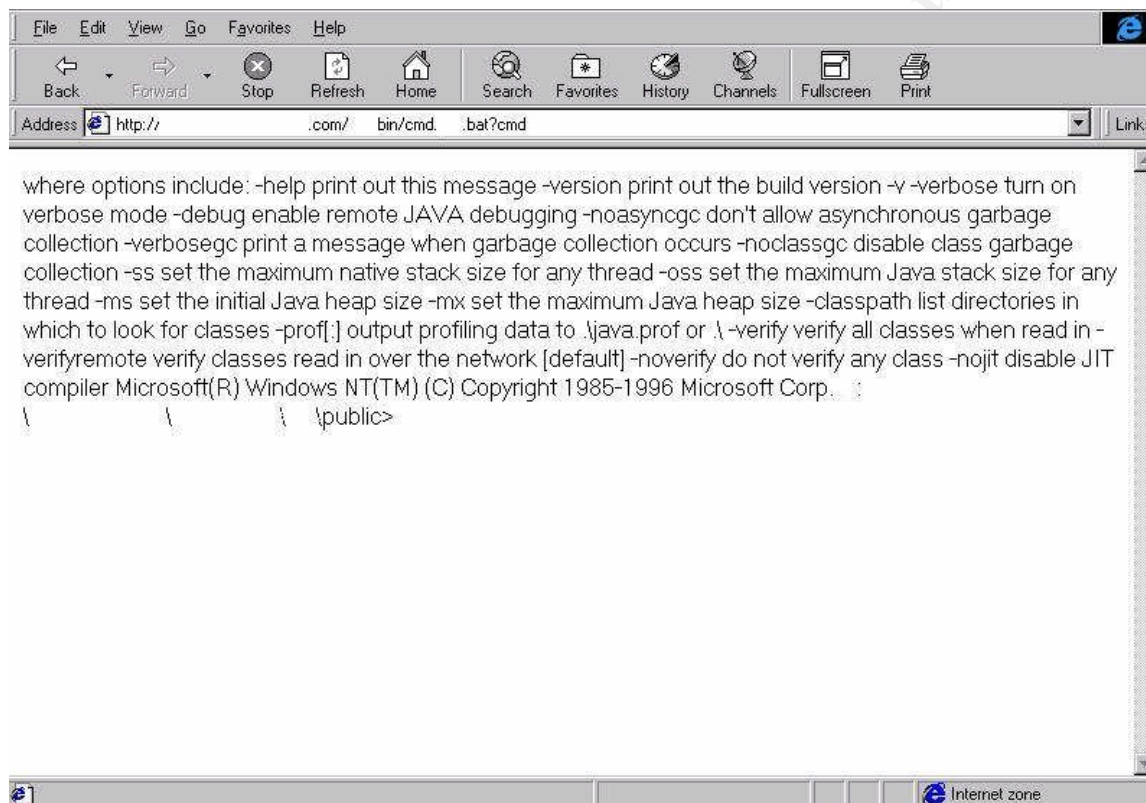 File Edit View Go Favorites Help
Back Forward Stop Refresh Home Search Favorites History Channels Fullscreen Print
Address http:// .com/ bin/cmd. .bat?cmd Link
where options include: -help print out this message -version print out the build version -v -verbose turn on
verbose mode -debug enable remote JAVA debugging -noasyncgc don't allow asynchronous garbage
collection -verbosegc print a message when garbage collection occurs -noclassgc disable class garbage
collection -ss set the maximum native stack size for any thread -oss set the maximum Java stack size for any
thread -ms set the initial Java heap size -mx set the maximum Java heap size -classpath list directories in
which to look for classes -prof[:] output profiling data to .\java.prof or .\ -verify verify all classes when read in -
verifyremote verify classes read in over the network [default] -noverify do not verify any class -nojit disable JIT
compiler Microsoft(R) Windows NT(TM) (C) Copyright 1985-1996 Microsoft Corp. :
\ \ \ \public>
Internet zone